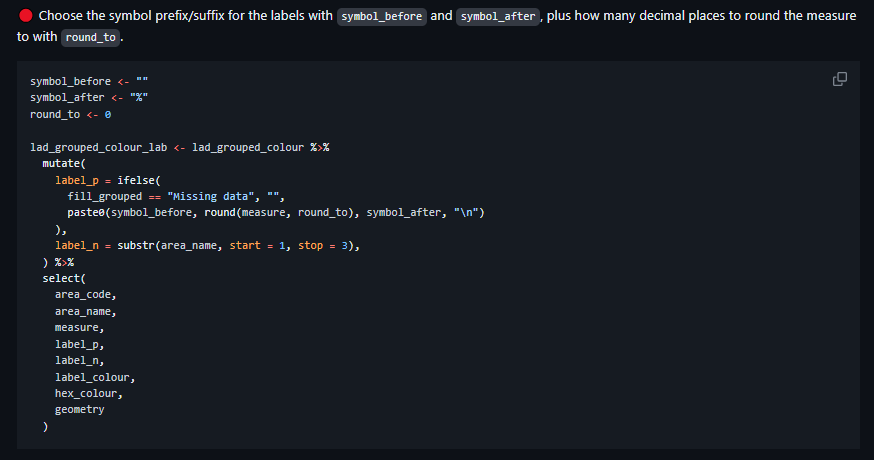 Choose the symbol prefix/suffix for the labels with symbol_before and symbol_after, plus how many decimal places to round the measure
to with round_to.
symbol_before <- ""
symbol_after <- "%"
round_to <- 0
lad_grouped_colour_lab <- lad_grouped_colour %>%
  mutate(
    label_p = ifelse(
      fill_grouped == "Missing data", "",
      paste0(symbol_before, round(measure, round_to), symbol_after, "\n")
    ),
    label_n = substr(area_name, start = 1, stop = 3),
  ) %>%
  select(
    area_code,
    area_name,
    measure,
    label_p,
    label_n,
    label_colour,
    hex_colour,
    geometry
  )